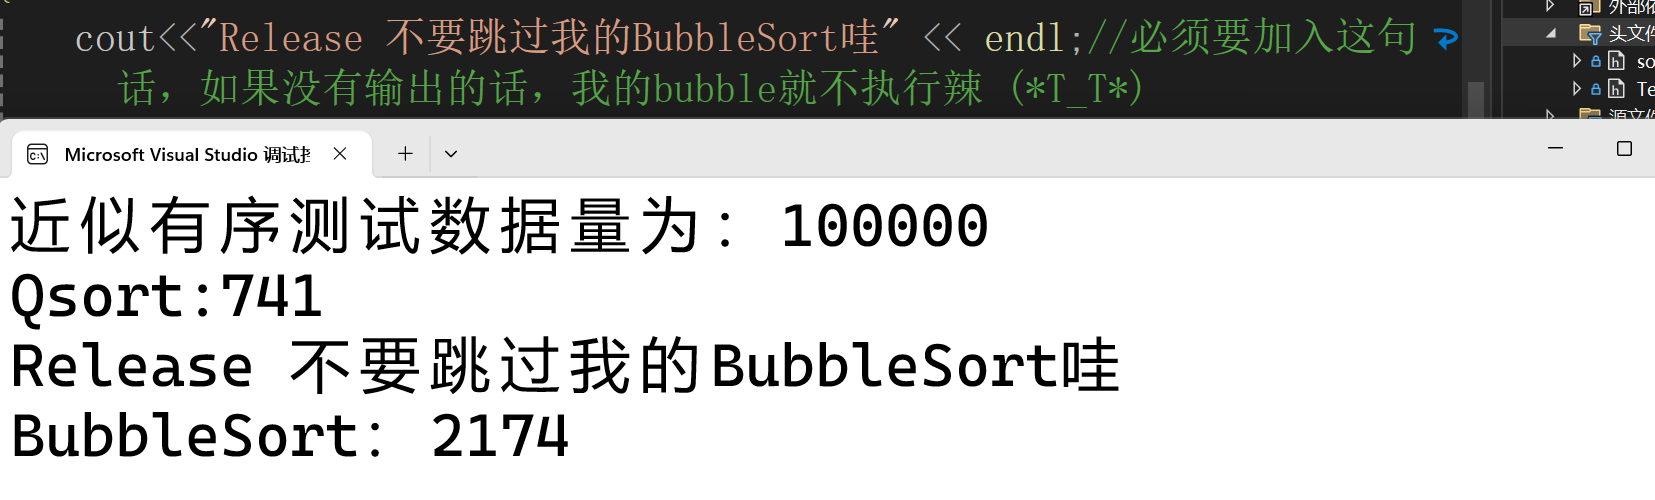 cout<<"Release 不要跳过我的BubbleSort哇" << endl;//必须要加入这句
话，如果没有输出的话，我的bubble就不执行辣 (*T_T*)
外部依
头文件
so
Te
源文件
Microsoft Visual Studio 调试控
近似有序测试数据量为：100000
Qsort:741
Release 不要跳过我的BubbleSort哇
BubbleSort：2174